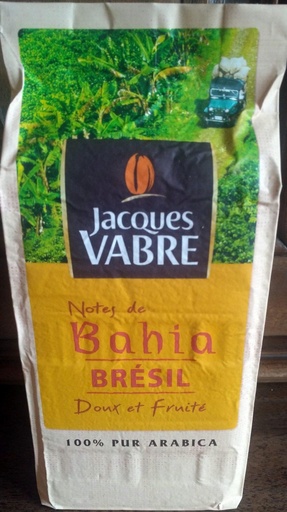 Jacques
VABRE
Notes de
Bahia
BRÉSIL
Doux et Fruité
100% PUR ARABICA